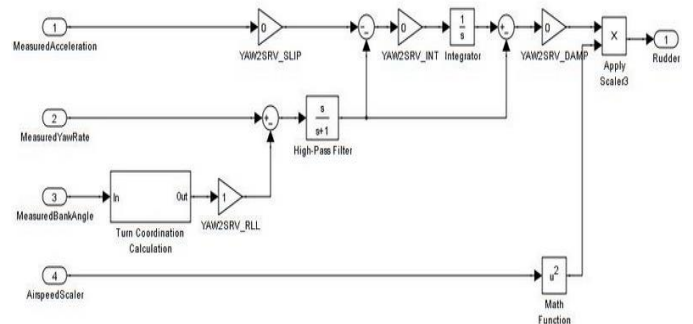 1
MeasuredAcceleration
0
YAW2SRV_SLIP
0
YAW2SRV_INT
1
s
Integrator
0
YAW2SRV_DAMP
×
Apply
Scaler3
1
Rudder
2
MeasuredYawRate
s
s+1
High-Pass Filter
3
MeasuredBankAngle
In
Out
Turn Coordination
Calculation
1
YAW2SRV_RLL
4
AirspeedScaler
u²
Math
Function